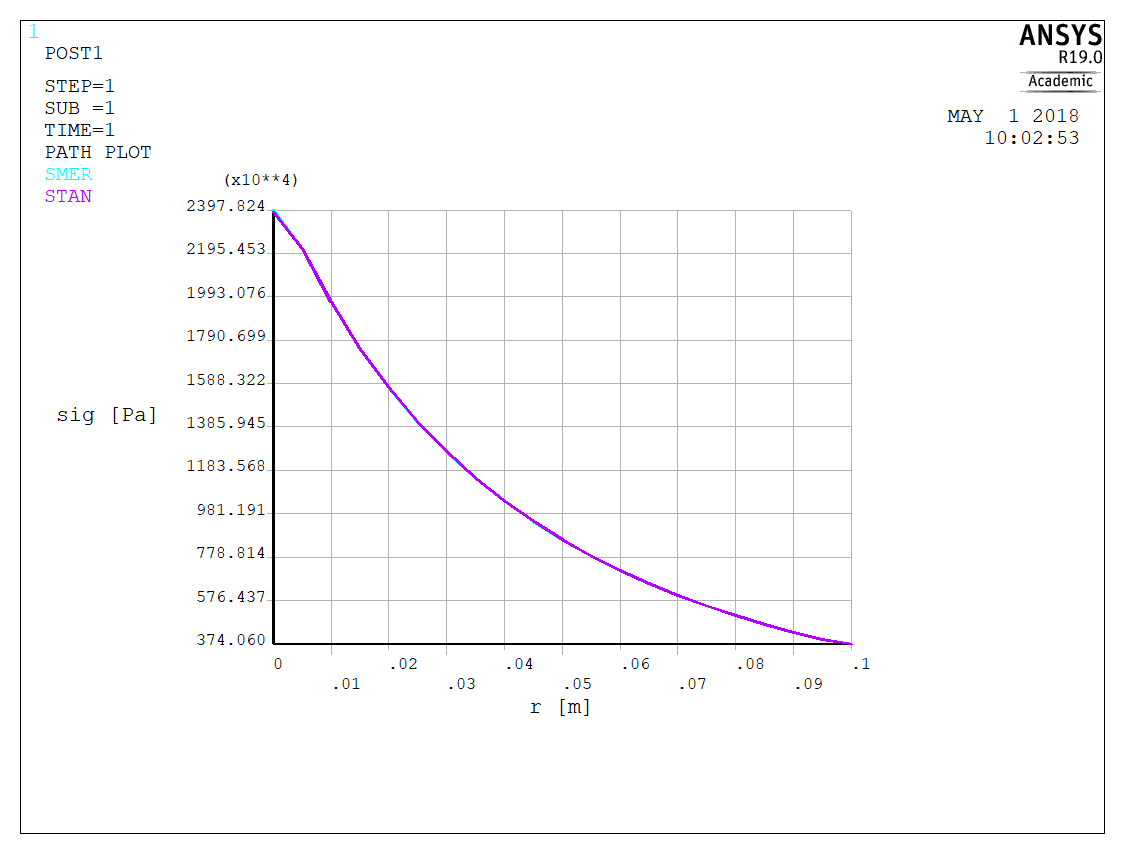 1
POST1
STEP=1
SUB =1
TIME=1
PATH PLOT
SMER
STAN
ANSYS
R19.0
Academic
MAY  1 2018
10:02:53
(x10**4)
2397.824
2195.453
1993.076
1790.699
1588.322
1385.945
1183.568
981.191
778.814
576.437
374.060
sig [Pa]
0 .02 .04 .06 .08 .1
.01 .03 .05 .07 .09
r [m]